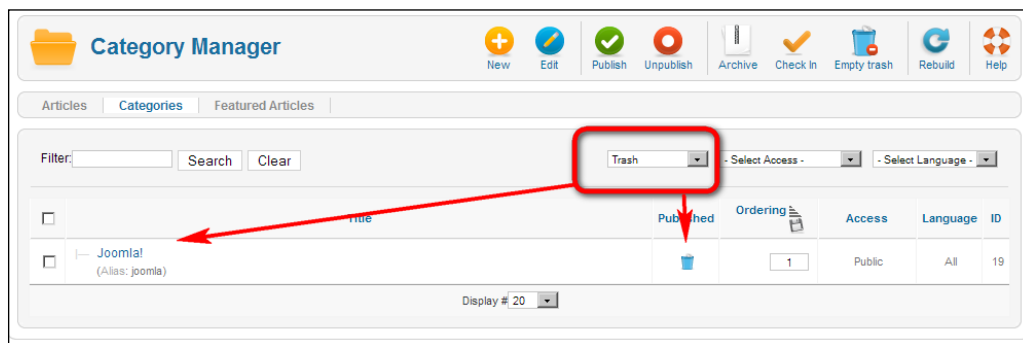 Category Manager
New Edit Publish Unpublish Archive Check In Empty trash Rebuild Help
Articles Categories Featured Articles
Filter: Search Clear Trash - Select Access - - Select Language -
Title Published Ordering Access Language ID
Joomla! 1 Public All 19
(Alias: joomla)
Display # 20